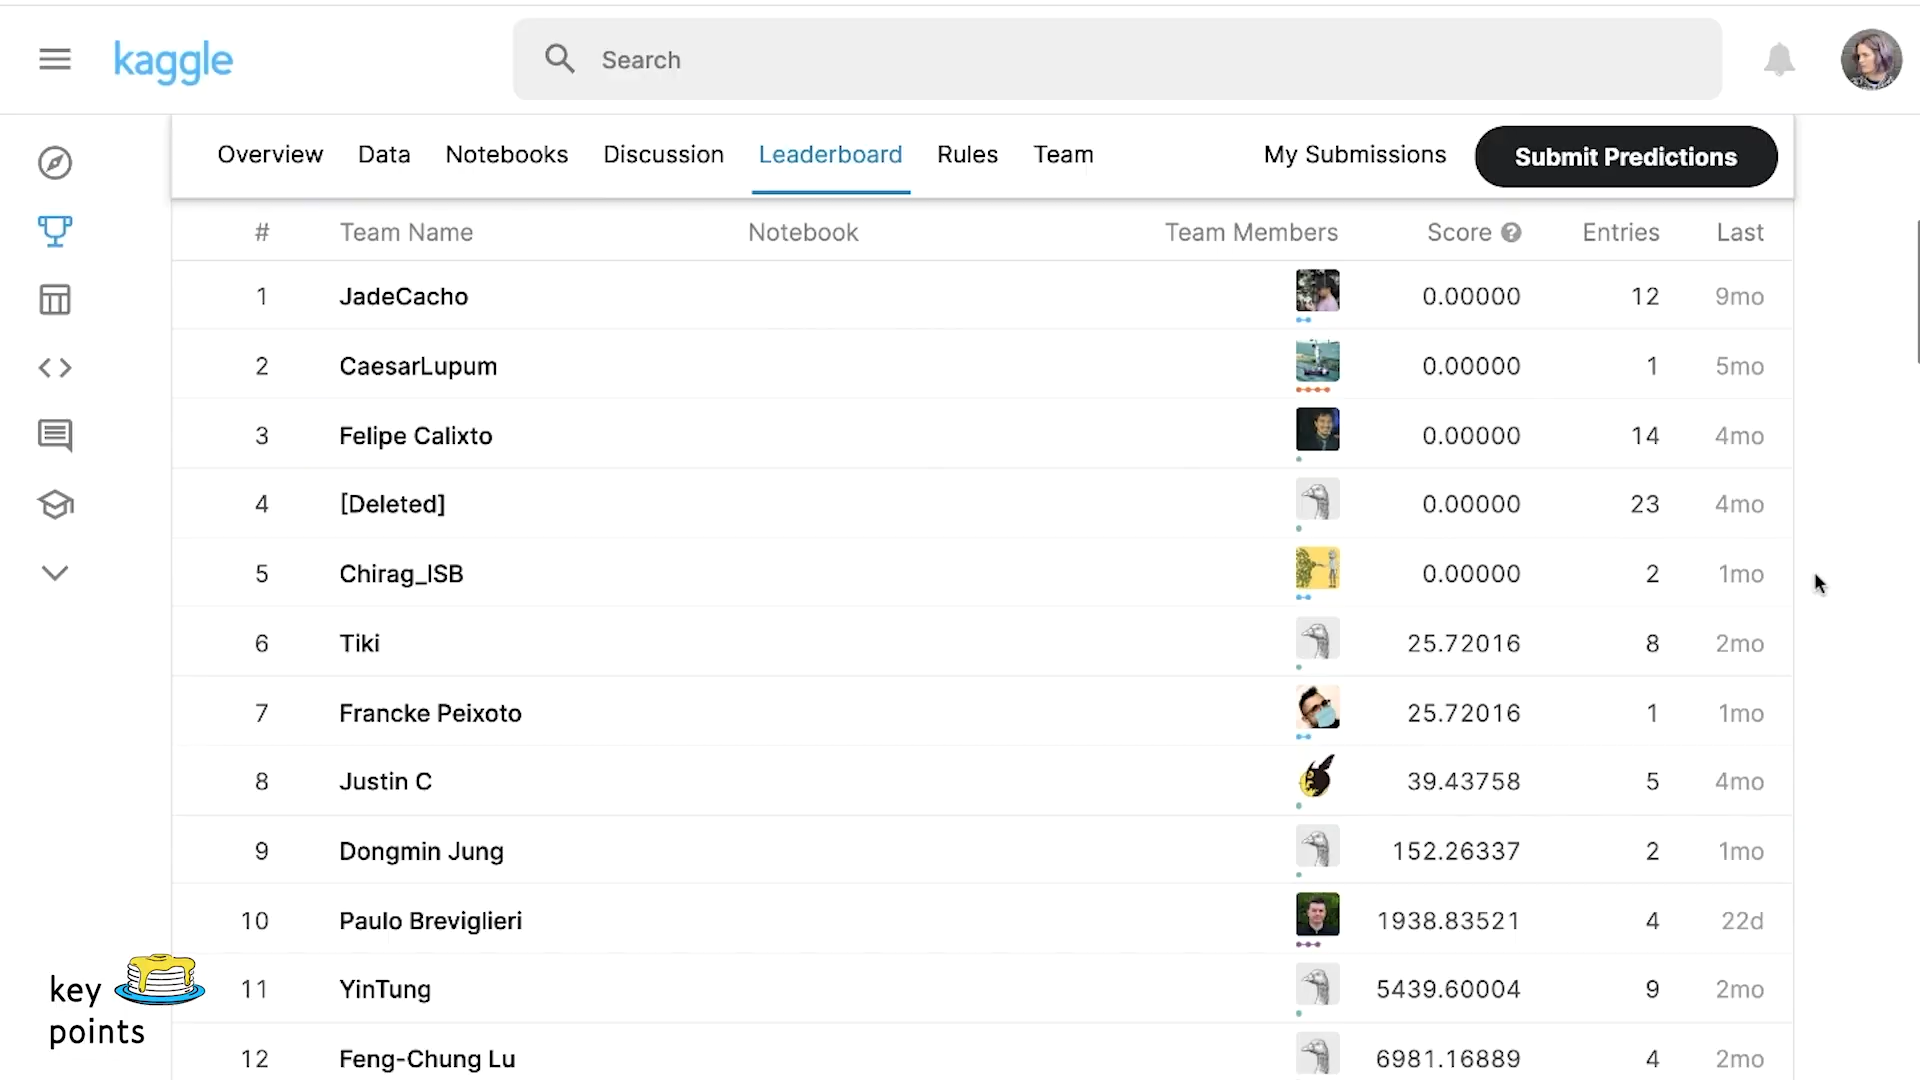 kaggle
Search
Overview Data Notebooks Discussion Leaderboard Rules Team My Submissions Submit Predictions
# Team Name Notebook Team Members Score ? Entries Last
1 JadeCacho 0.00000 12 9mo
2 CaesarLupum 0.00000 1 5mo
3 Felipe Calixto 0.00000 14 4mo
4 [Deleted] 0.00000 23 4mo
5 Chirag_ISB 0.00000 2 1mo
6 Tiki 25.72016 8 2mo
7 Francke Peixoto 25.72016 1 1mo
8 Justin C 39.43758 5 4mo
9 Dongmin Jung 152.26337 2 1mo
10 Paulo Breviglieri 1938.83521 4 22d
11 YinTung 5439.60004 9 2mo
12 Feng-Chung Lu 6981.16889 4 2mo
key
points